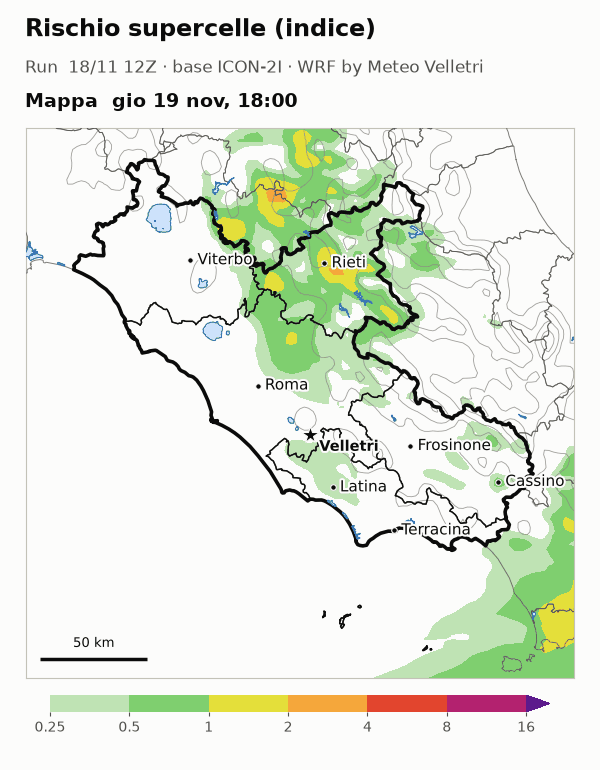 Rischio supercelle (indice)
Run  18/11 12Z · base ICON-2I · WRF by Meteo Velletri
Mappa  gio 19 nov, 18:00
Viterbo
Rieti
Roma
Velletri
Frosinone
Latina
Cassino
Terracina
50 km
0.25 0.5 1 2 4 8 16